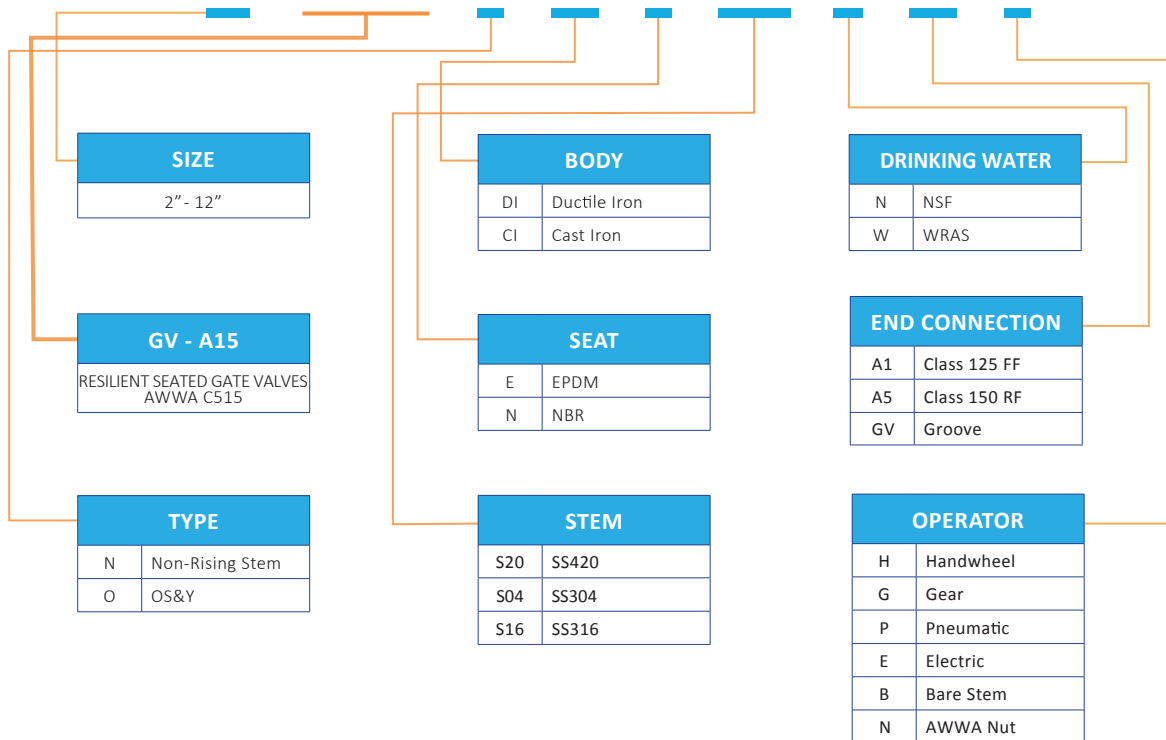 SIZE
2” - 12”
GV - A15
RESILIENT SEATED GATE VALVES
AWWA C515
TYPE
N Non-Rising Stem
O OS&Y
BODY
DI Ductile Iron
CI Cast Iron
SEAT
E EPDM
N NBR
STEM
S20 SS420
S04 SS304
S16 SS316
DRINKING WATER
N NSF
W WRAS
END CONNECTION
A1 Class 125 FF
A5 Class 150 RF
GV Groove
OPERATOR
H Handwheel
G Gear
P Pneumatic
E Electric
B Bare Stem
N AWWA Nut